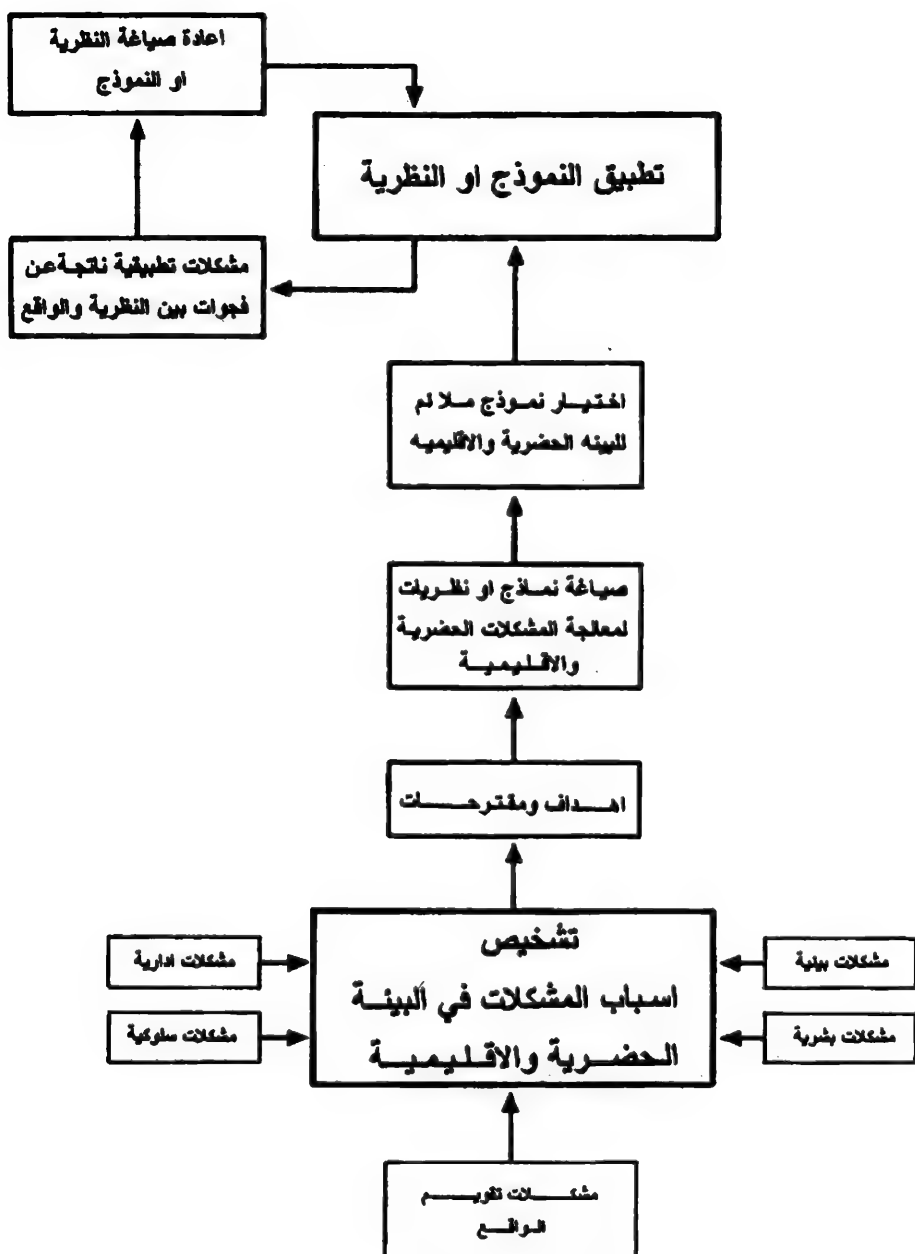 اعادة صياغة النظرية
او النموذج
تطبيق النموذج او النظرية
مشكلات تطبيقية ناتجة عن
فجوات بين النظرية والواقع
اختيار نموذج ملائم
للبينه الحضرية والاقليميه
صياغة نماذج او نظريات
لمعالجة المشكلات الحضرية
والاقليمية
اهداف ومقترحات
تشخيص
اسباب المشكلات في البيئة
الحضرية والاقليمية
مشكلات بيئية
مشكلات ادارية
مشكلات بشرية
مشكلات سلوكية
مشكلات تقويم
الواقع